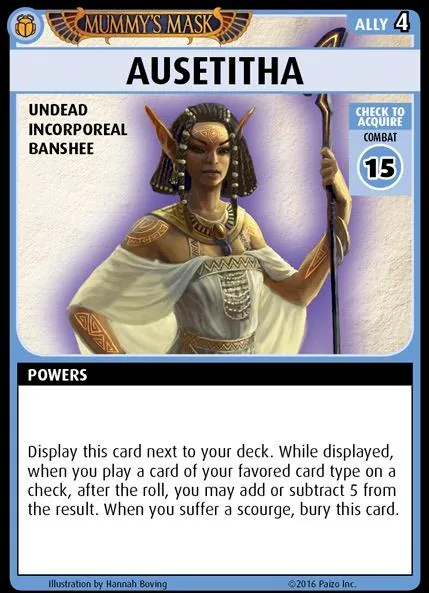 MUMMY'S MASK
ALLY 4
AUSETITHA
UNDEAD
INCORPOREAL
BANSHEE
CHECK TO
ACQUIRE
COMBAT
15
POWERS
Display this card next to your deck. While displayed,
when you play a card of your favored card type on a
check, after the roll, you may add or subtract 5 from
the result. When you suffer a scourge, bury this card.
Illustration by Hannah Boving
©2016 Paizo Inc.